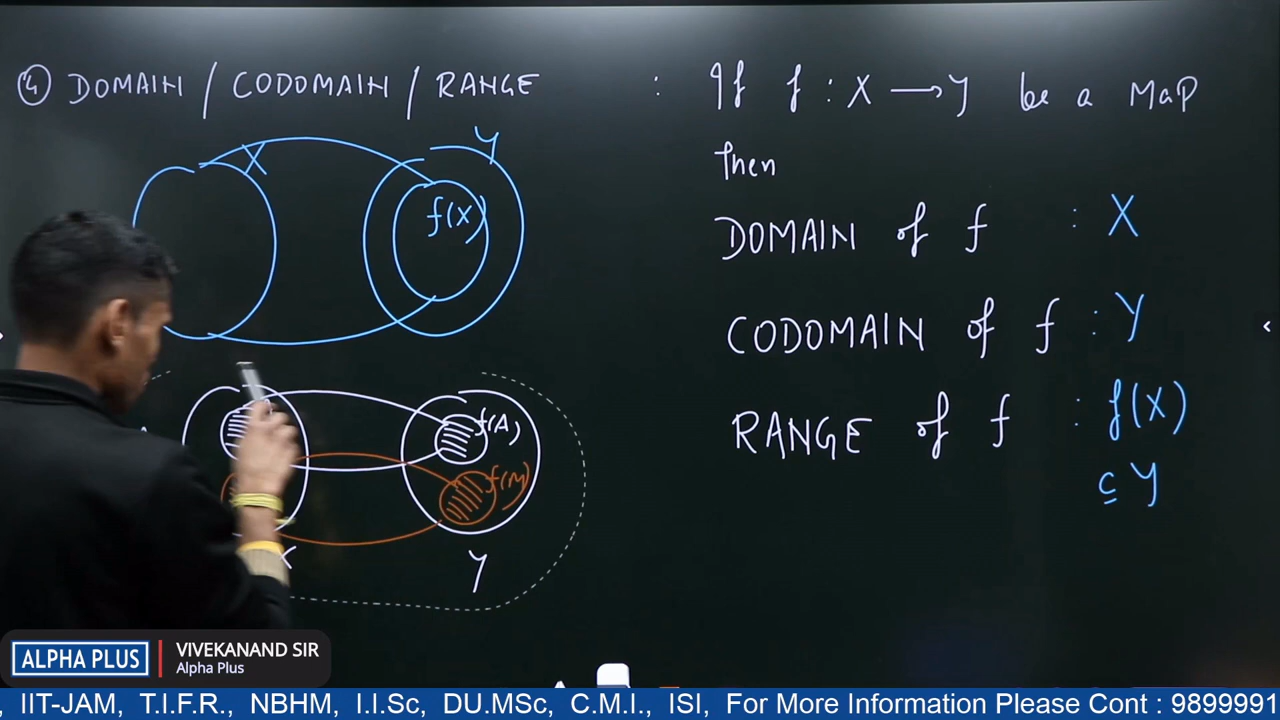 ④ DOMAIN / CODOMAIN / RANGE : If f : X → Y be a MaP
then
DOMAIN of f : X
CODOMAIN of f : Y
RANGE of f : f(X)
⊆ Y
X
Y
f(X)
f(A)
f(M)
Y
ALPHA PLUS
VIVEKANAND SIR
Alpha Plus
, IIT-JAM, T.I.F.R., NBHM, I.I.Sc, DU.MSc, C.M.I., ISI, For More Information Please Cont : 9899991